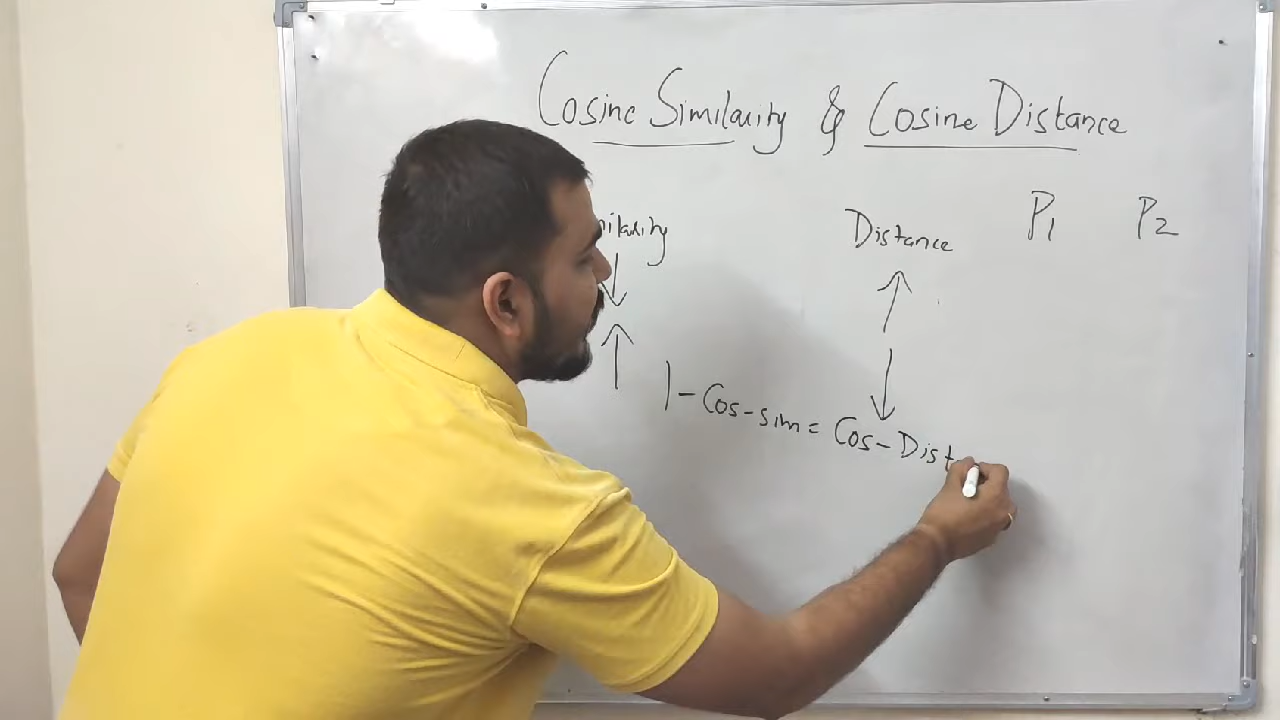 Cosine Similarity & Cosine Distance
Distance P1 P2
1 - Cos-sim = Cos-Dist